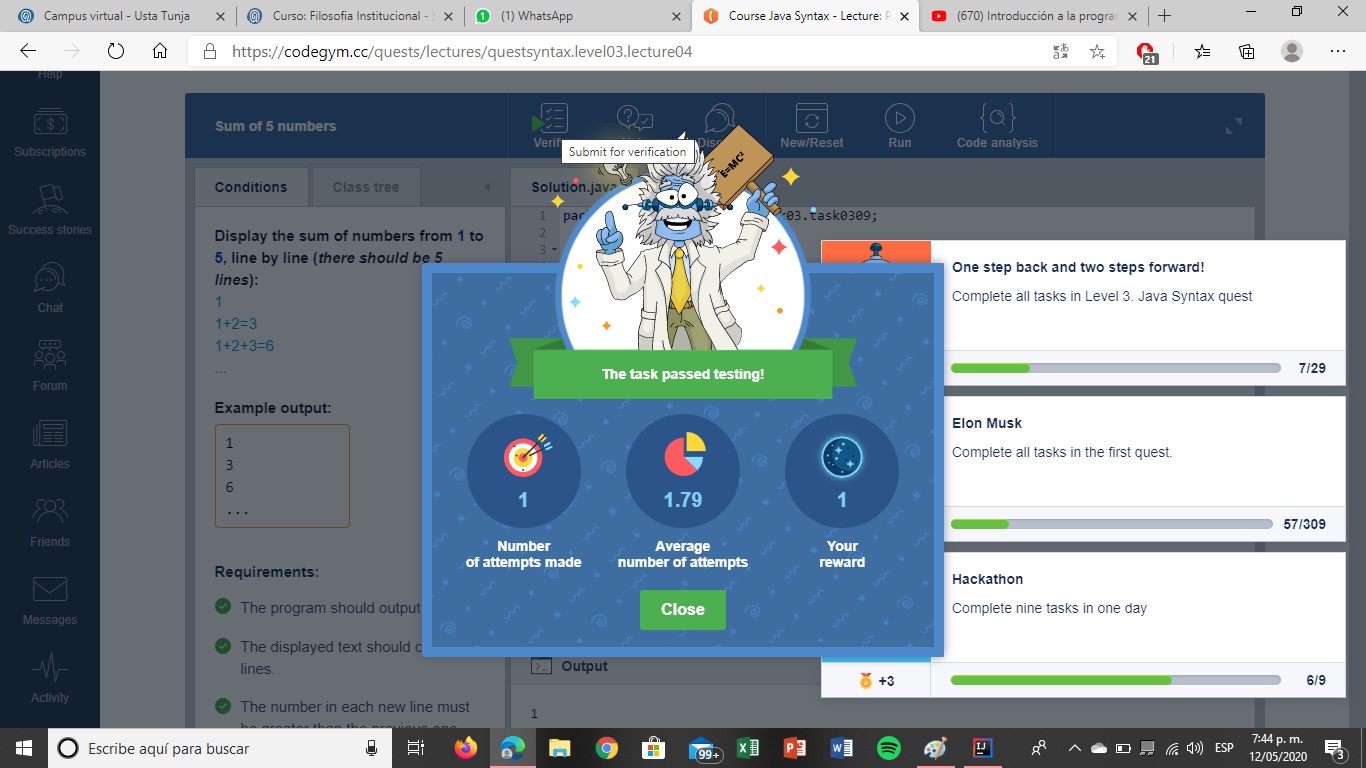 Campus virtual - Usta Tunja
Curso: Filosofia Institucional -
(1) WhatsApp
Course Java Syntax - Lecture: P
(670) Introducción a la progra
https://codegym.cc/quests/lectures/questsyntax.level03.lecture04
21
Help
Subscriptions
Success stories
Chat
Forum
Articles
Friends
Messages
Activity
Sum of 5 numbers
Verif
New/Reset
Run
Code analysis
Submit for verification
E=MC²
Conditions
Class tree
Solution.java
Display the sum of numbers from 1 to
5, line by line (there should be 5
lines):
1
1+2=3
1+2+3=6
...
Example output:
1
3
6
...
Requirements:
The program should output
The displayed text should
lines.
The number in each new line must
1
2
3
03.task0309;
The task passed testing!
1
Number
of attempts made
1.79
Average
number of attempts
1
Your
reward
Close
Output
1
One step back and two steps forward!
Complete all tasks in Level 3. Java Syntax quest
7/29
Elon Musk
Complete all tasks in the first quest.
57/309
Hackathon
Complete nine tasks in one day
+3
6/9
Escribe aquí para buscar
99+
ESP
7:44 p. m.
12/05/2020
3